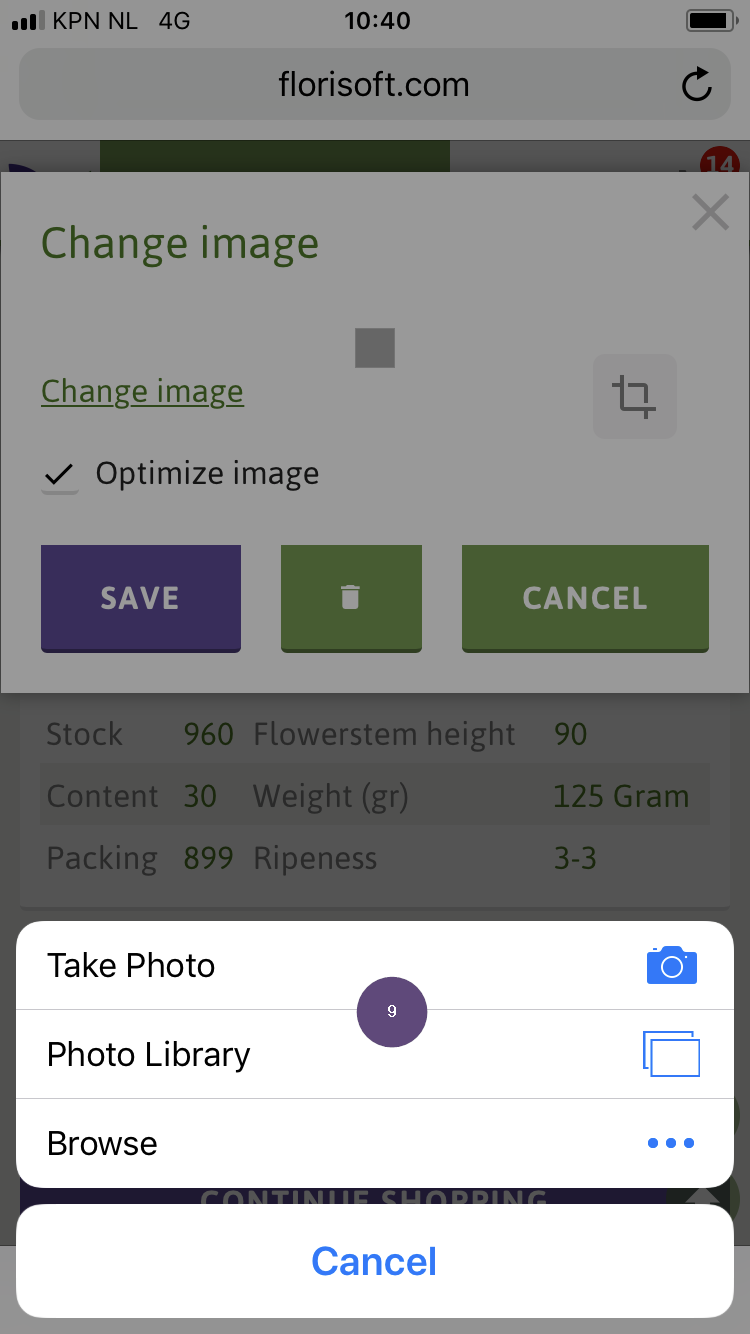 KPN NL 4G 10:40
florisoft.com
14
Change image
Change image
Optimize image
SAVE CANCEL
Stock 960 Flowerstem height 90
Content 30 Weight (gr) 125 Gram
Packing 899 Ripeness 3-3
Take Photo
9
Photo Library
Browse
CONTINUE SHOPPING
Cancel